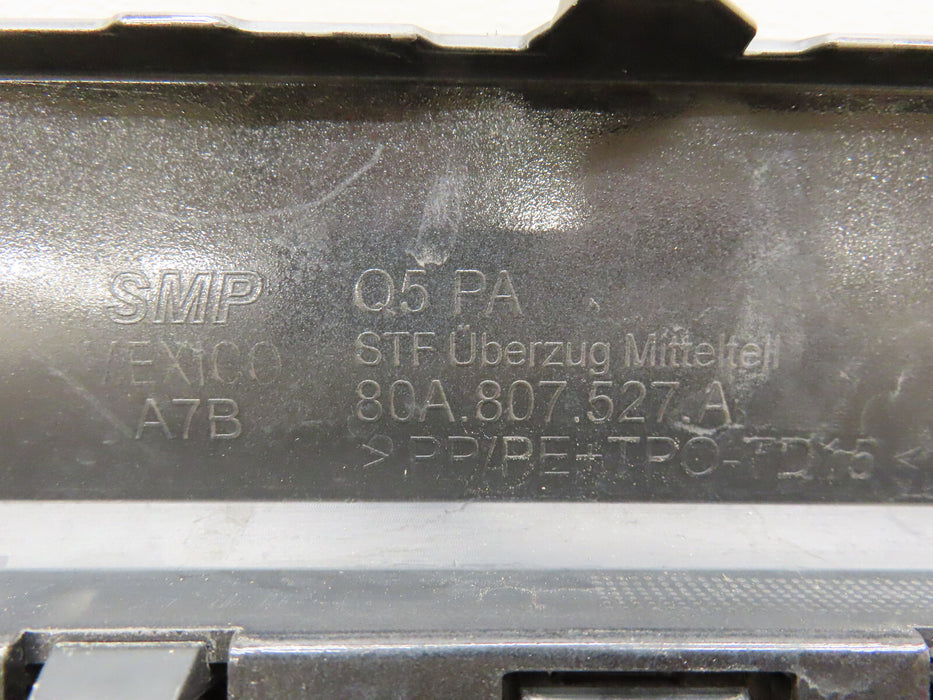 SMP
MEXICO
A7B
Q5 PA
STF Überzug Mittelteil
80A.807.527.A
>PP/PE+TPO-TD15<